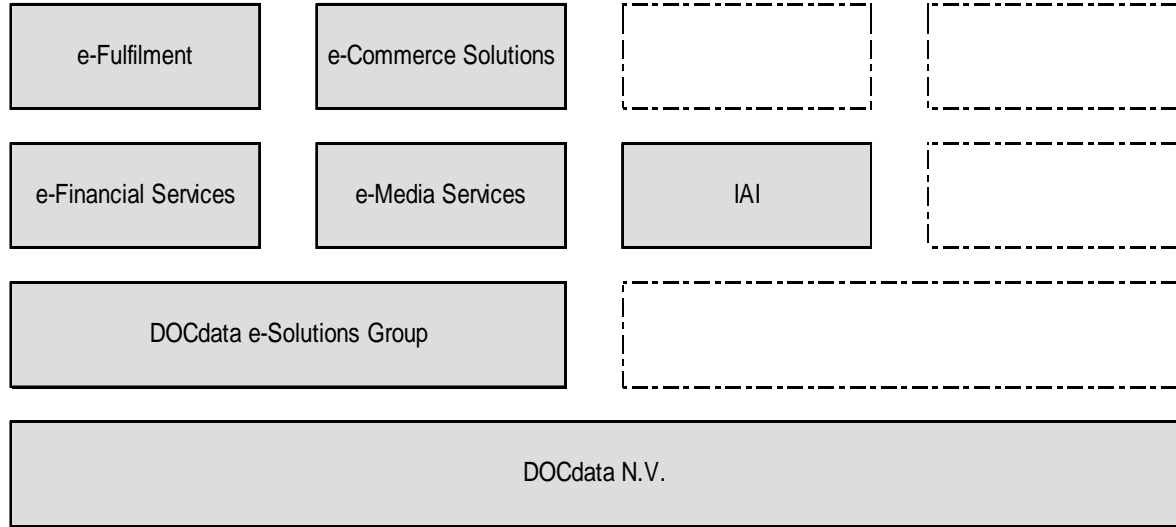 e-Fulfilment
e-Commerce Solutions
e-Financial Services
e-Media Services
IAI
DOCdata e-Solutions Group
DOCdata N.V.